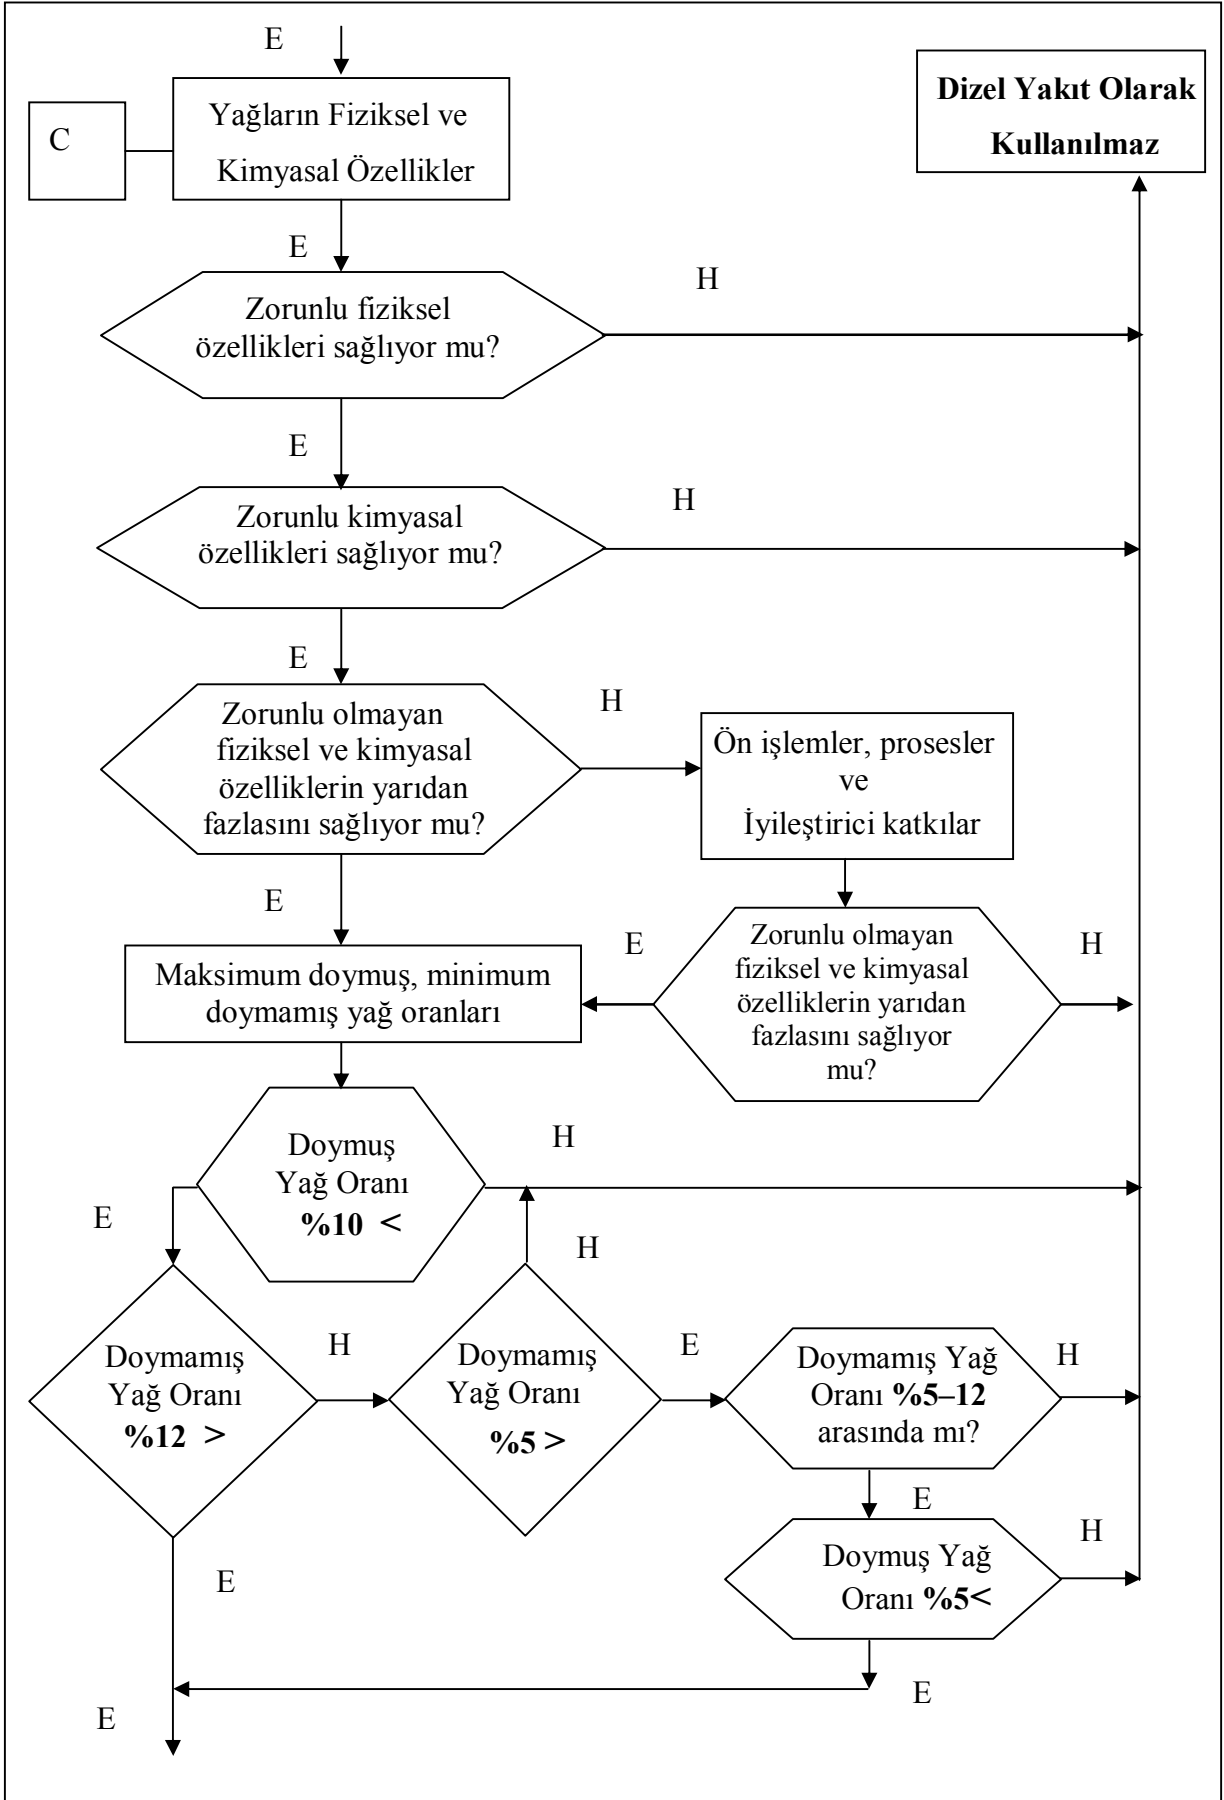 E
Dizel Yakıt Olarak
Kullanılmaz
C
Yağların Fiziksel ve
Kimyasal Özellikler
E
H
Zorunlu fiziksel
özellikleri sağlıyor mu?
E
H
Zorunlu kimyasal
özellikleri sağlıyor mu?
E
H
Zorunlu olmayan
fiziksel ve kimyasal
özelliklerin yarıdan
fazlasını sağlıyor mu?
Ön işlemler, prosesler
ve
İyileştirici katkılar
E
E
H
Zorunlu olmayan
fiziksel ve kimyasal
özelliklerin yarıdan
fazlasını sağlıyor
mu?
Maksimum doymuş, minimum
doymamış yağ oranları
Doymuş
Yağ Oranı
%10 <
H
E
H
Doymamış
Yağ Oranı
%12 >
H
Doymamış
Yağ Oranı
%5 >
E
Doymamış Yağ
Oranı %5–12
arasında mı?
H
E
Doymuş Yağ
Oranı %5<
H
E
E
E